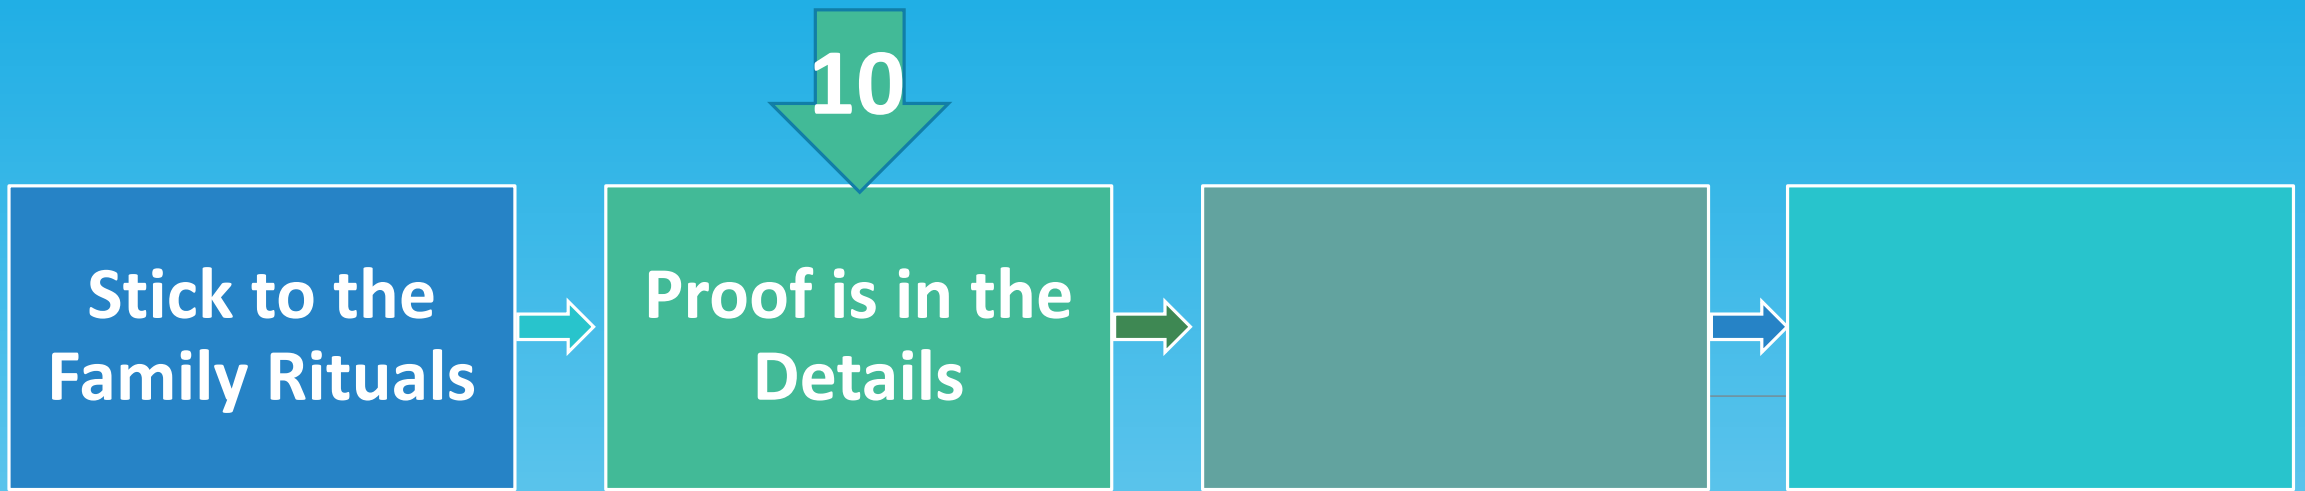 10
Stick to the
Family Rituals
Proof is in the
Details